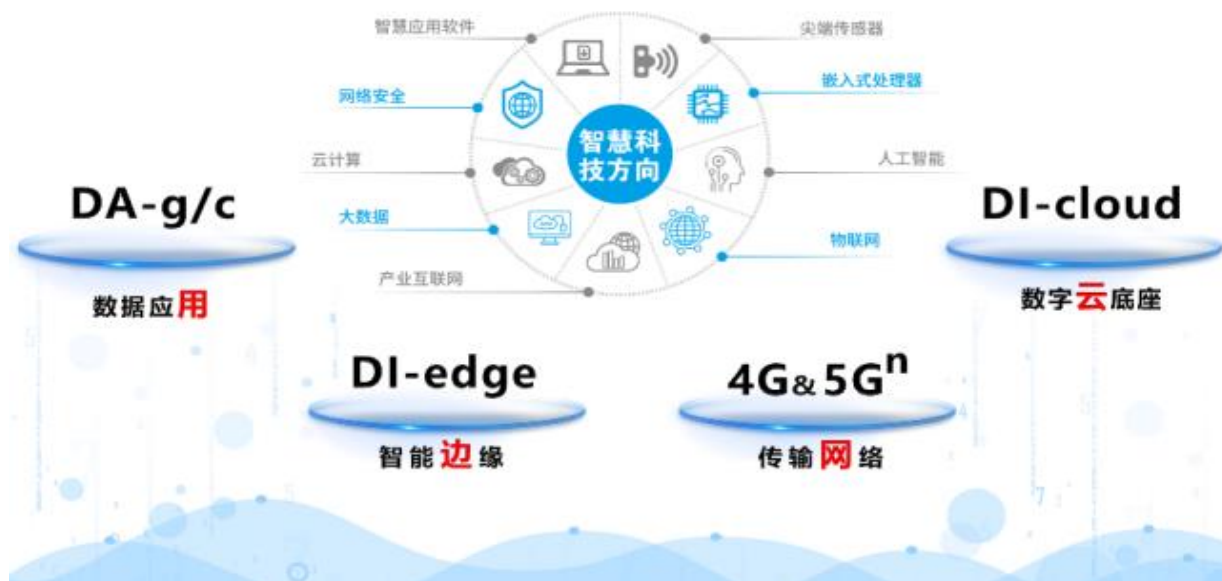 智慧应用软件
尖端传感器
网络安全
嵌入式处理器
智慧科
技方向
云计算
人工智能
大数据
物联网
产业互联网
DA-g/c
数据应用
DI-cloud
数字云底座
DI-edge
智能边缘
4G&5Gⁿ
传输网络